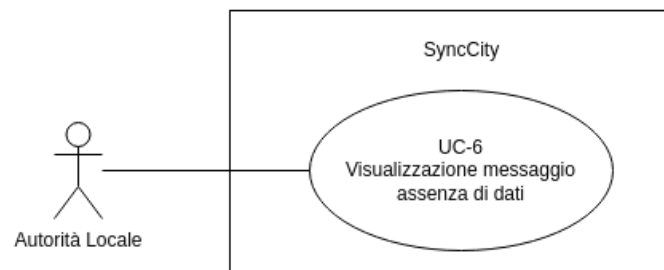 SyncCity
UC-6
Visualizzazione messaggio
assenza di dati
Autorità Locale